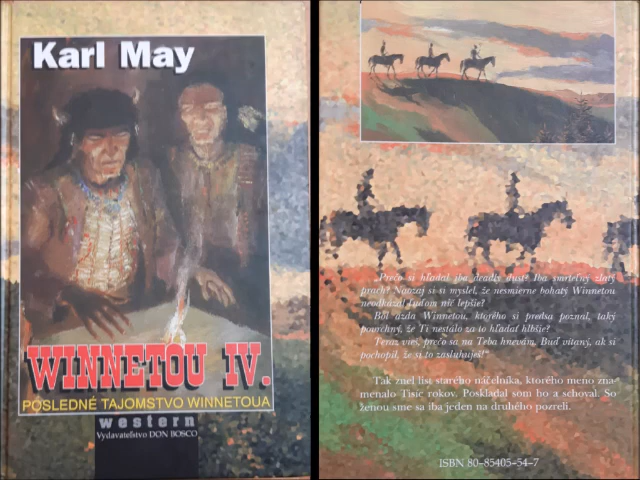 Karl May
WINNETOU IV.
POSLEDNÉ TAJOMSTVO WINNETOUA
western
Vydavateľstvo DON BOSCO
„Prečo si hľadal iba deadly dust? Iba smrteľný zlatý
prach? Naozaj si si myslel, že nesmierne bohatý Winnetou
neodkázal ľuďom nič lepšie?
Bol azda Winnetou, ktorého si predsa poznal, taký
povrchný, že Ti nestálo za to hľadať hlbšie?
Teraz vieš, prečo sa na Teba hnevám. Buď vítaný, ak si
pochopil, že si to zaslúhuješ!“
Tak znel list starého náčelníka, ktorého meno zna-
menalo Tisíc rokov. Poskladal som ho a schoval. So
ženou sme sa iba jeden na druhého pozreli.
ISBN 80–85405–54–7